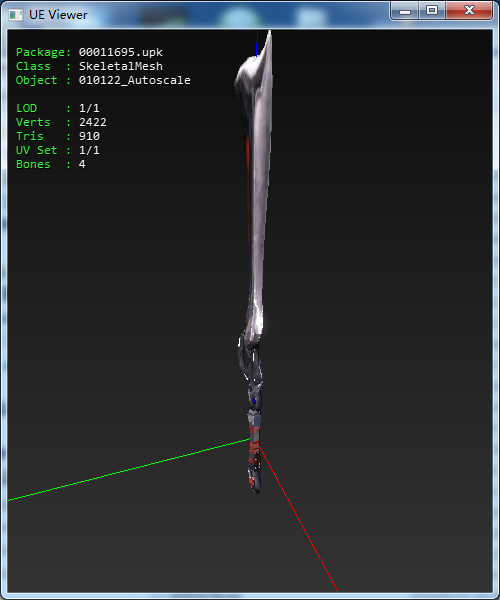 UE Viewer
Package: 00011695.upk
Class : SkeletalMesh
Object : 010122_Autoscale
LOD : 1/1
Verts : 2422
Tris : 910
UV Set : 1/1
Bones : 4